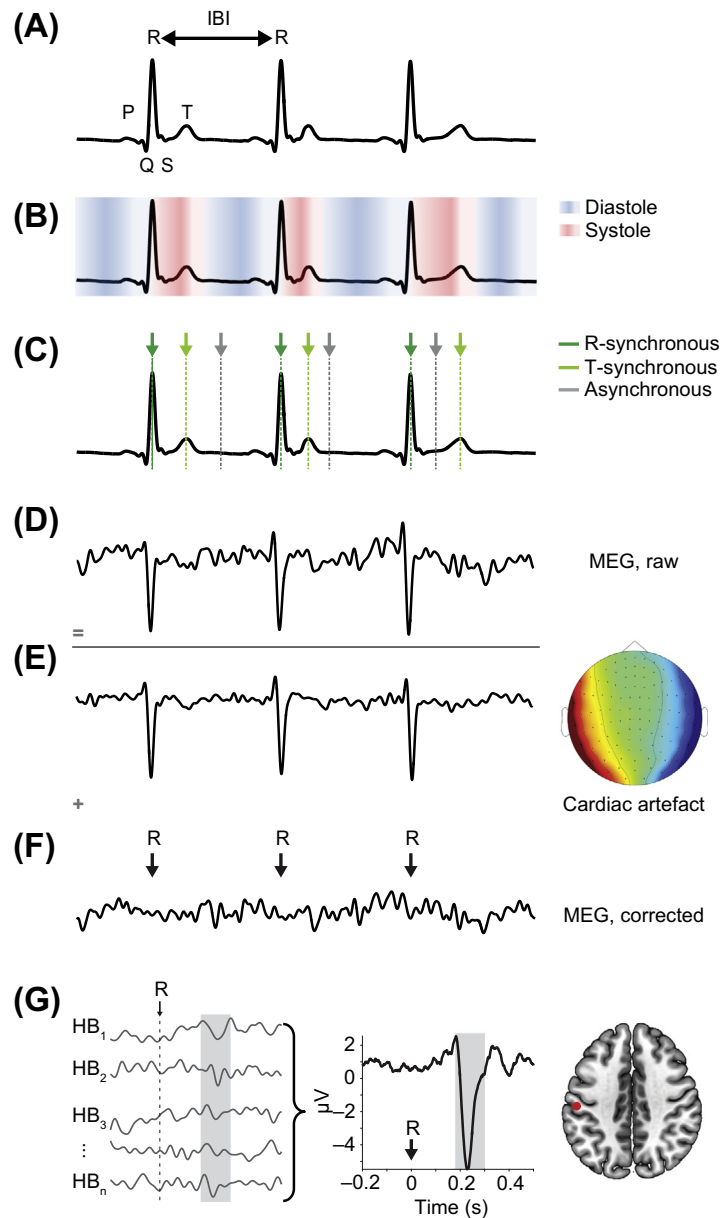 (A)
IBI
R R
P T
Q S
(B)
Diastole
Systole
(C)
R-synchronous
T-synchronous
Asynchronous
(D)
MEG, raw
=
(E)
+
Cardiac artefact
(F)
R R R
MEG, corrected
(G)
R
HB1
HB2
HB3
⋮
HBn
μV
2
0
−2
−4
R
−0.2 0 0.2 0.4
Time (s)